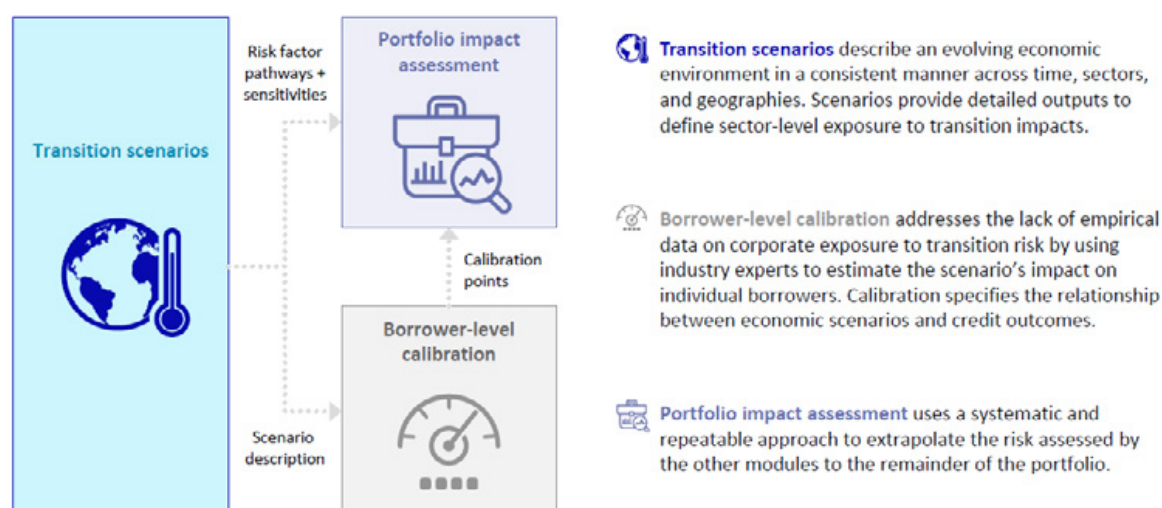 Transition scenarios
Risk factor
pathways +
sensitivities
Portfolio impact
assessment
Calibration
points
Borrower-level
calibration
Scenario
description
Transition scenarios describe an evolving economic
environment in a consistent manner across time, sectors,
and geographies. Scenarios provide detailed outputs to
define sector-level exposure to transition impacts.
Borrower-level calibration addresses the lack of empirical
data on corporate exposure to transition risk by using
industry experts to estimate the scenario's impact on
individual borrowers. Calibration specifies the relationship
between economic scenarios and credit outcomes.
Portfolio impact assessment uses a systematic and
repeatable approach to extrapolate the risk assessed by
the other modules to the remainder of the portfolio.